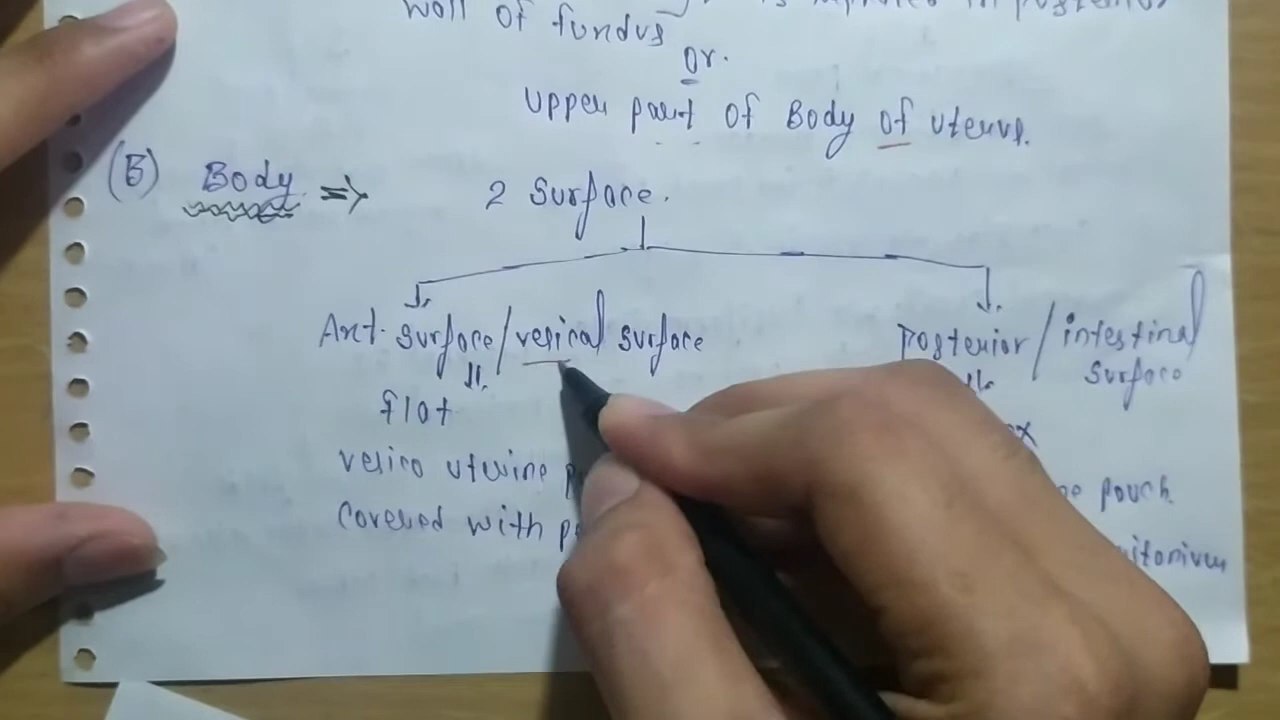 wall of fundus
or.
upper part of Body of uterus.
(B) Body => 2 Surface.
Ant. surface/vesical surface
Posterior/intestinal surface
flat
vesico uterine
pouch
covered with